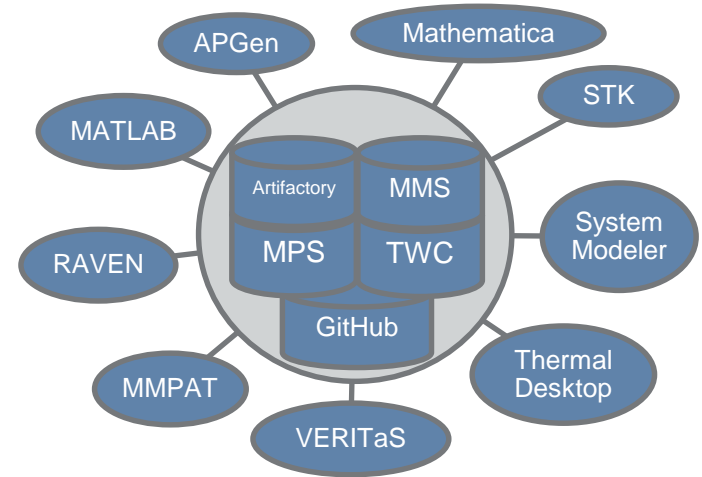 APGen
Mathematica
STK
MATLAB
Artifactory
MMS
System
Modeler
MPS
TWC
RAVEN
GitHub
Thermal
Desktop
MMPAT
VERITaS